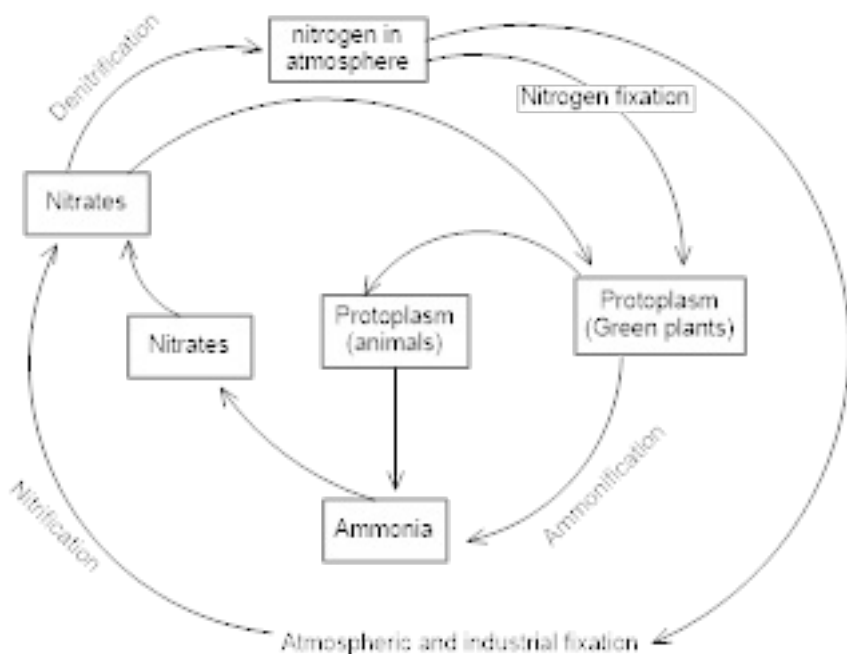 nitrogen in
atmosphere
Denitrification
Nitrogen fixation
Nitrates
Protoplasm
(Green plants)
Protoplasm
(animals)
Nitrates
Ammonification
Nitrification
Ammonia
Atmospheric and industrial fixation